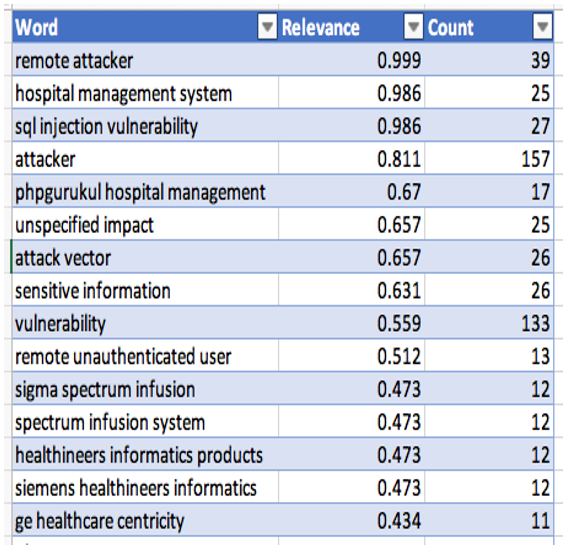 Word Relevance Count
remote attacker 0.999 39
hospital management system 0.986 25
sql injection vulnerability 0.986 27
attacker 0.811 157
phpgurukul hospital management 0.67 17
unspecified impact 0.657 25
attack vector 0.657 26
sensitive information 0.631 26
vulnerability 0.559 133
remote unauthenticated user 0.512 13
sigma spectrum infusion 0.473 12
spectrum infusion system 0.473 12
healthineers informatics products 0.473 12
siemens healthineers informatics 0.473 12
ge healthcare centricity 0.434 11